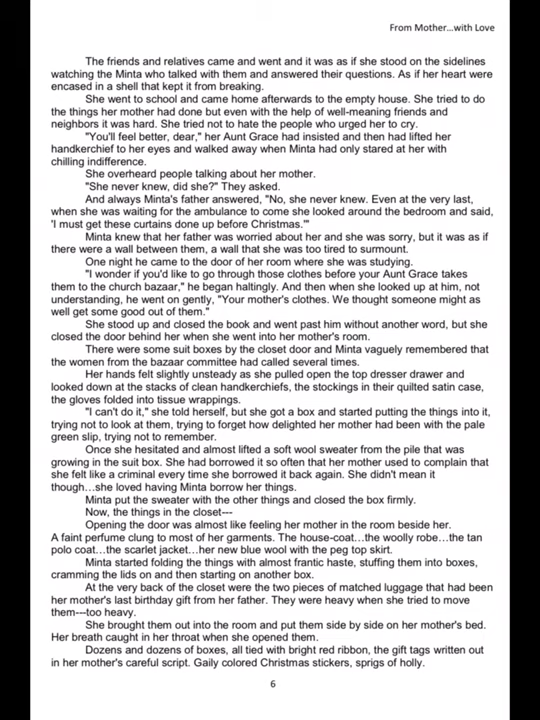 From Mother…with Love
The friends and relatives came and went and it was as if she stood on the sidelines
watching the Minta who talked with them and answered their questions. As if her heart were
encased in a shell that kept it from breaking.
She went to school and came home afterwards to the empty house. She tried to do
the things her mother had done but even with the help of well-meaning friends and
neighbors it was hard. She tried not to hate the people who urged her to cry.
"You'll feel better, dear," her Aunt Grace had insisted and then had lifted her
handkerchief to her eyes and walked away when Minta had only stared at her with
chilling indifference.
She overheard people talking about her mother.
"She never knew, did she?" They asked.
And always Minta's father answered, "No, she never knew. Even at the very last,
when she was waiting for the ambulance to come she looked around the bedroom and said,
'I must get these curtains done up before Christmas.'"
Minta knew that her father was worried about her and she was sorry, but it was as if
there were a wall between them, a wall that she was too tired to surmount.
One night he came to the door of her room where she was studying.
"I wonder if you'd like to go through those clothes before your Aunt Grace takes
them to the church bazaar," he began haltingly. And then when she looked up at him, not
understanding, he went on gently, "Your mother's clothes. We thought someone might as
well get some good out of them."
She stood up and closed the book and went past him without another word, but she
closed the door behind her when she went into her mother's room.
There were some suit boxes by the closet door and Minta vaguely remembered that
the women from the bazaar committee had called several times.
Her hands felt slightly unsteady as she pulled open the top dresser drawer and
looked down at the stacks of clean handkerchiefs, the stockings in their quilted satin case,
the gloves folded into tissue wrappings.
"I can't do it," she told herself, but she got a box and started putting the things into it,
trying not to look at them, trying to forget how delighted her mother had been with the pale
green slip, trying not to remember.
Once she hesitated and almost lifted a soft wool sweater from the pile that was
growing in the suit box. She had borrowed it so often that her mother used to complain that
she felt like a criminal every time she borrowed it back again. She didn't mean it
though…she loved having Minta borrow her things.
Minta put the sweater with the other things and closed the box firmly.
Now, the things in the closet---
Opening the door was almost like feeling her mother in the room beside her.
A faint perfume clung to most of her garments. The house-coat…the woolly robe…the tan
polo coat…the scarlet jacket…her new blue wool with the peg top skirt.
Minta started folding the things with almost frantic haste, stuffing them into boxes,
cramming the lids on and then starting on another box.
At the very back of the closet were the two pieces of matched luggage that had been
her mother's last birthday gift from her father. They were heavy when she tried to move
them---too heavy.
She brought them out into the room and put them side by side on her mother's bed.
Her breath caught in her throat when she opened them.
Dozens and dozens of boxes, all tied with bright red ribbon, the gift tags written out
in her mother's careful script. Gaily colored Christmas stickers, sprigs of holly.
6